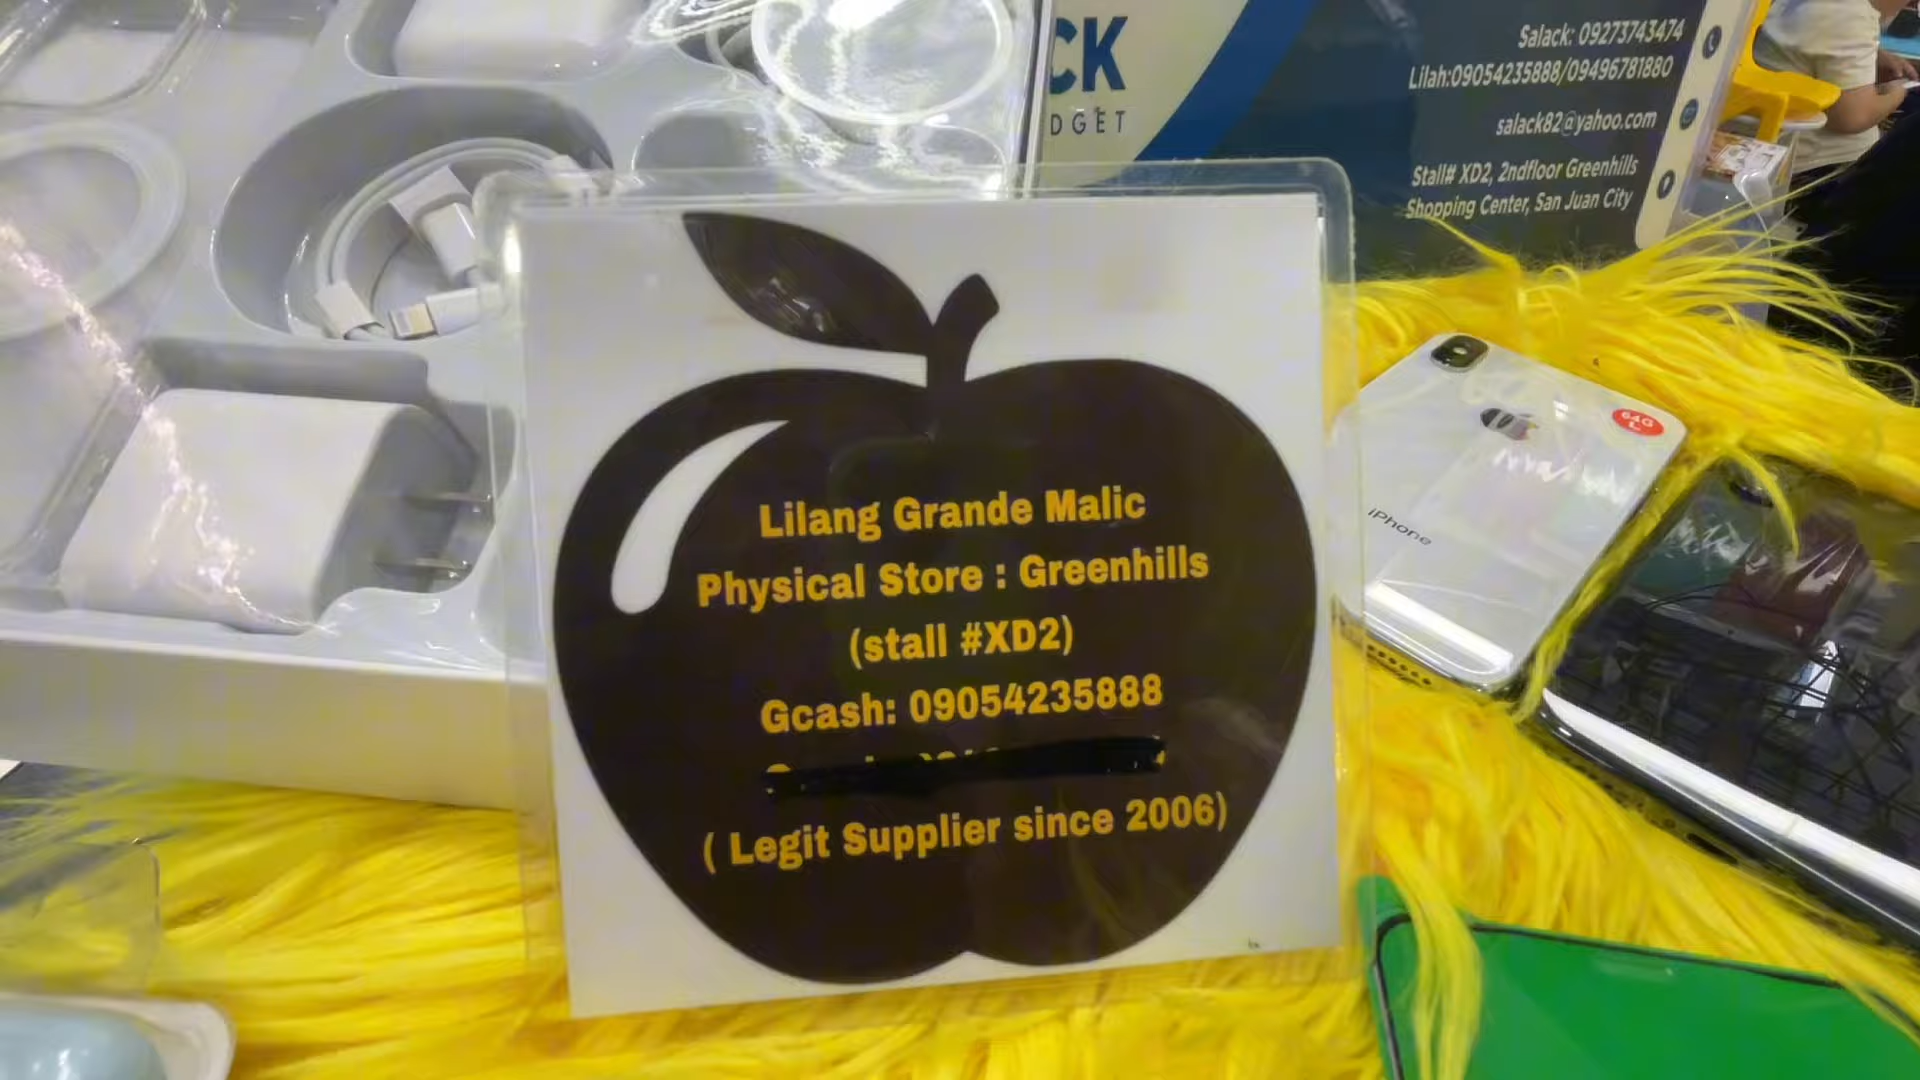 CK
DGET
Salack: 09273743474
Lilah:09054235888/09496781880
salack82@yahoo.com
Stall# XD2, 2ndfloor Greenhills
Shopping Center, San Juan City
Lilang Grande Malic
Physical Store : Greenhills
(stall #XD2)
Gcash: 09054235888
( Legit Supplier since 2006)
64G
L
iPhone